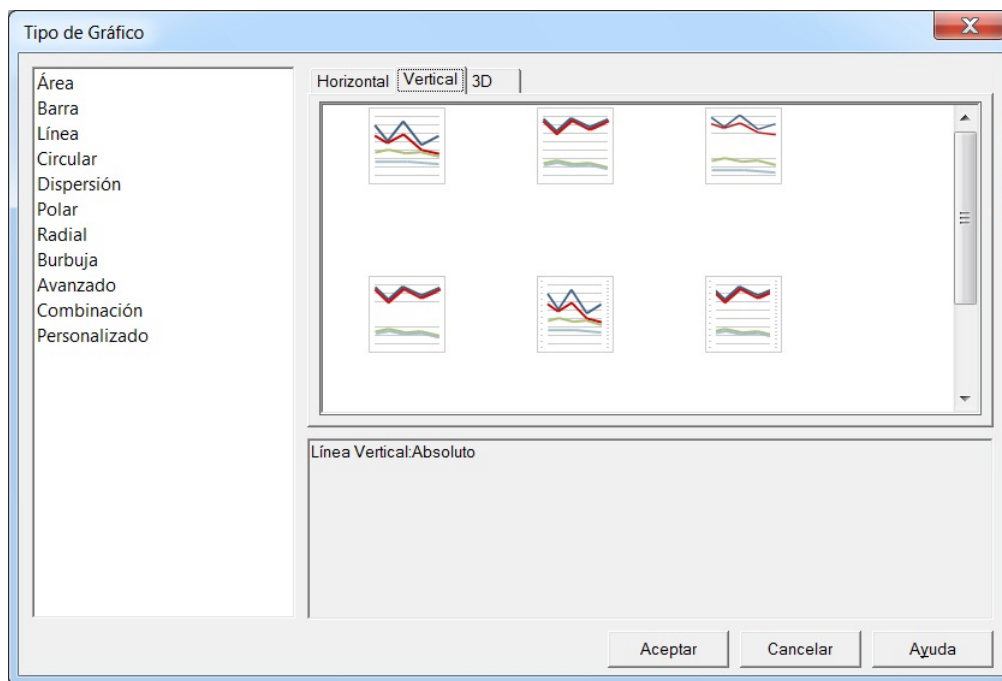 Tipo de Gráfico
Área
Barra
Línea
Circular
Dispersión
Polar
Radial
Burbuja
Avanzado
Combinación
Personalizado
Horizontal Vertical 3D
Línea Vertical:Absoluto
Aceptar Cancelar Ayuda